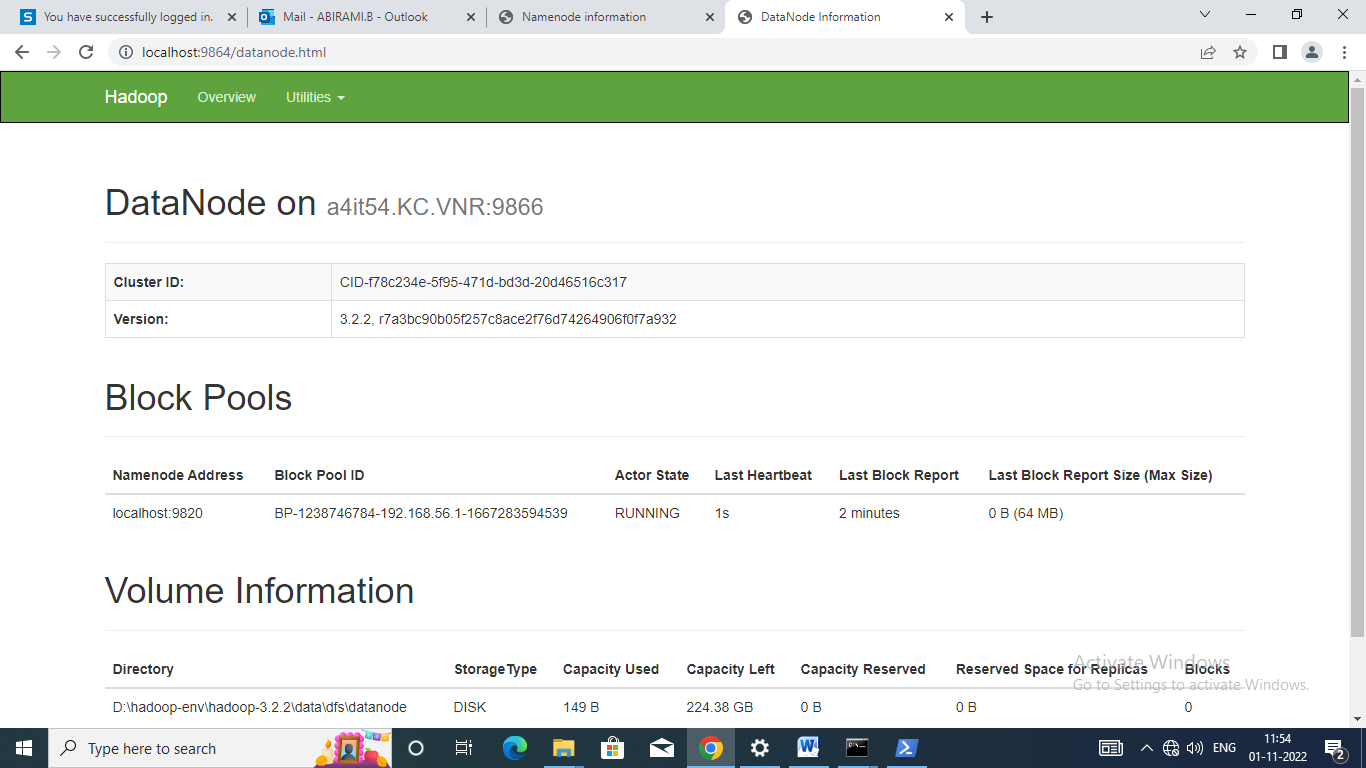 You have successfully logged in.
Mail - ABIRAMI.B - Outlook
Namenode information
DataNode Information
localhost:9864/datanode.html
Hadoop Overview Utilities
DataNode on a4it54.KC.VNR:9866
Cluster ID: CID-f78c234e-5f95-471d-bd3d-20d46516c317
Version: 3.2.2, r7a3bc90b05f257c8ace2f76d74264906f0f7a932
Block Pools
Namenode Address Block Pool ID Actor State Last Heartbeat Last Block Report Last Block Report Size (Max Size)
localhost:9820 BP-1238746784-192.168.56.1-1667283594539 RUNNING 1s 2 minutes 0 B (64 MB)
Volume Information
Directory StorageType Capacity Used Capacity Left Capacity Reserved Reserved Space for Replicas Blocks
D:\hadoop-env\hadoop-3.2.2\data\dfs\datanode DISK 149 B 224.38 GB 0 B 0 B 0
Activate Windows
Go to Settings to activate Windows.
Type here to search
ENG
11:54
01-11-2022
2